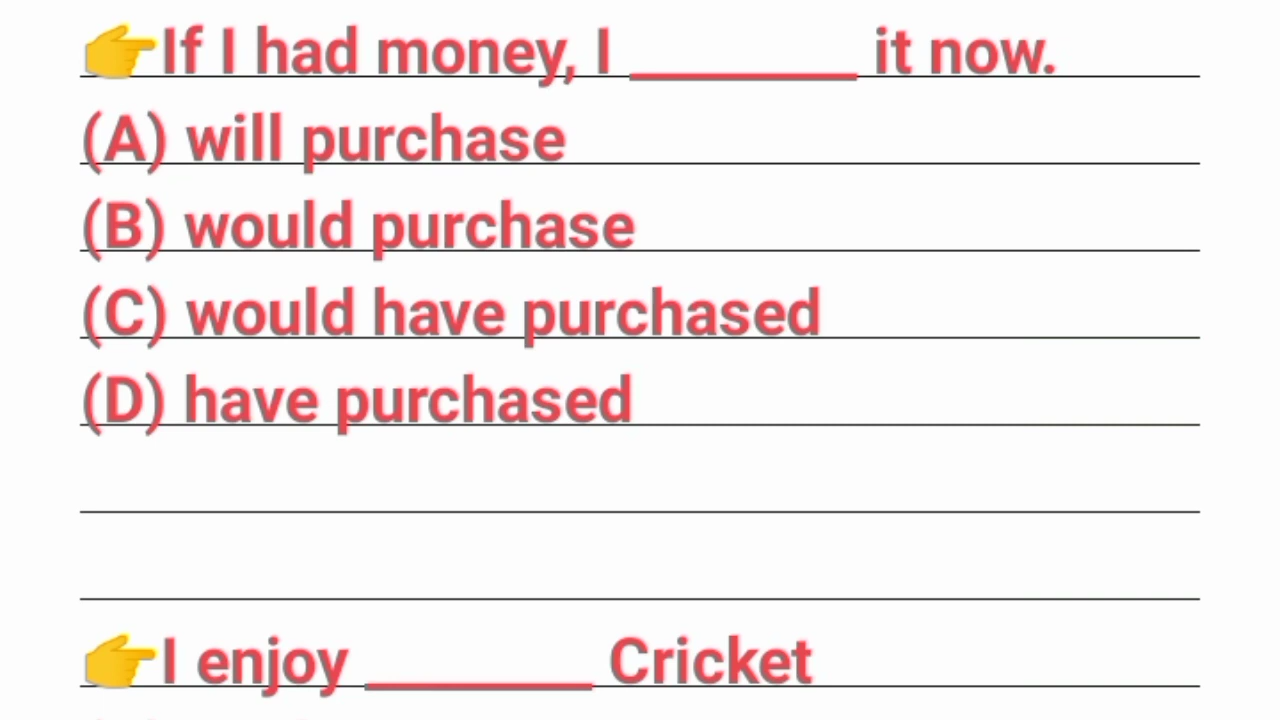 👉If I had money, I ________ it now.
(A) will purchase
(B) would purchase
(C) would have purchased
(D) have purchased
👉I enjoy ________ Cricket